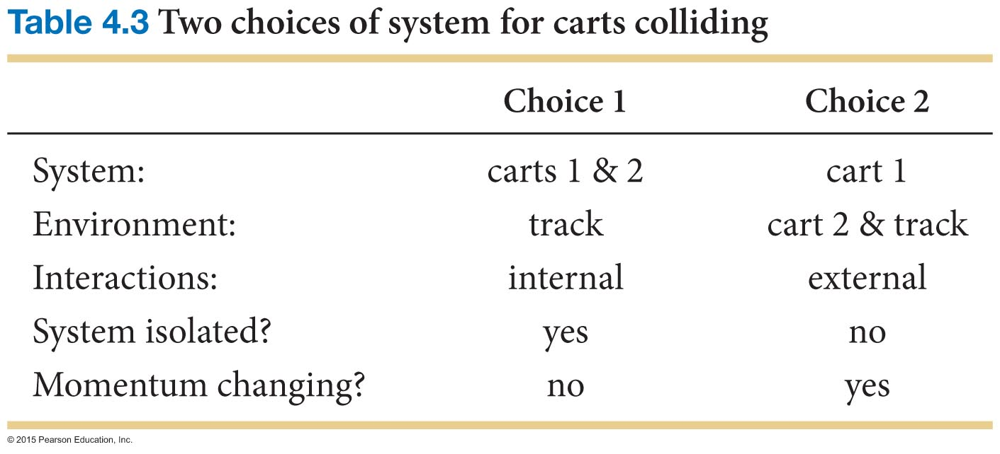 Table 4.3 Two choices of system for carts colliding
Choice 1 Choice 2
System: carts 1 & 2 cart 1
Environment: track cart 2 & track
Interactions: internal external
System isolated? yes no
Momentum changing? no yes
© 2015 Pearson Education, Inc.